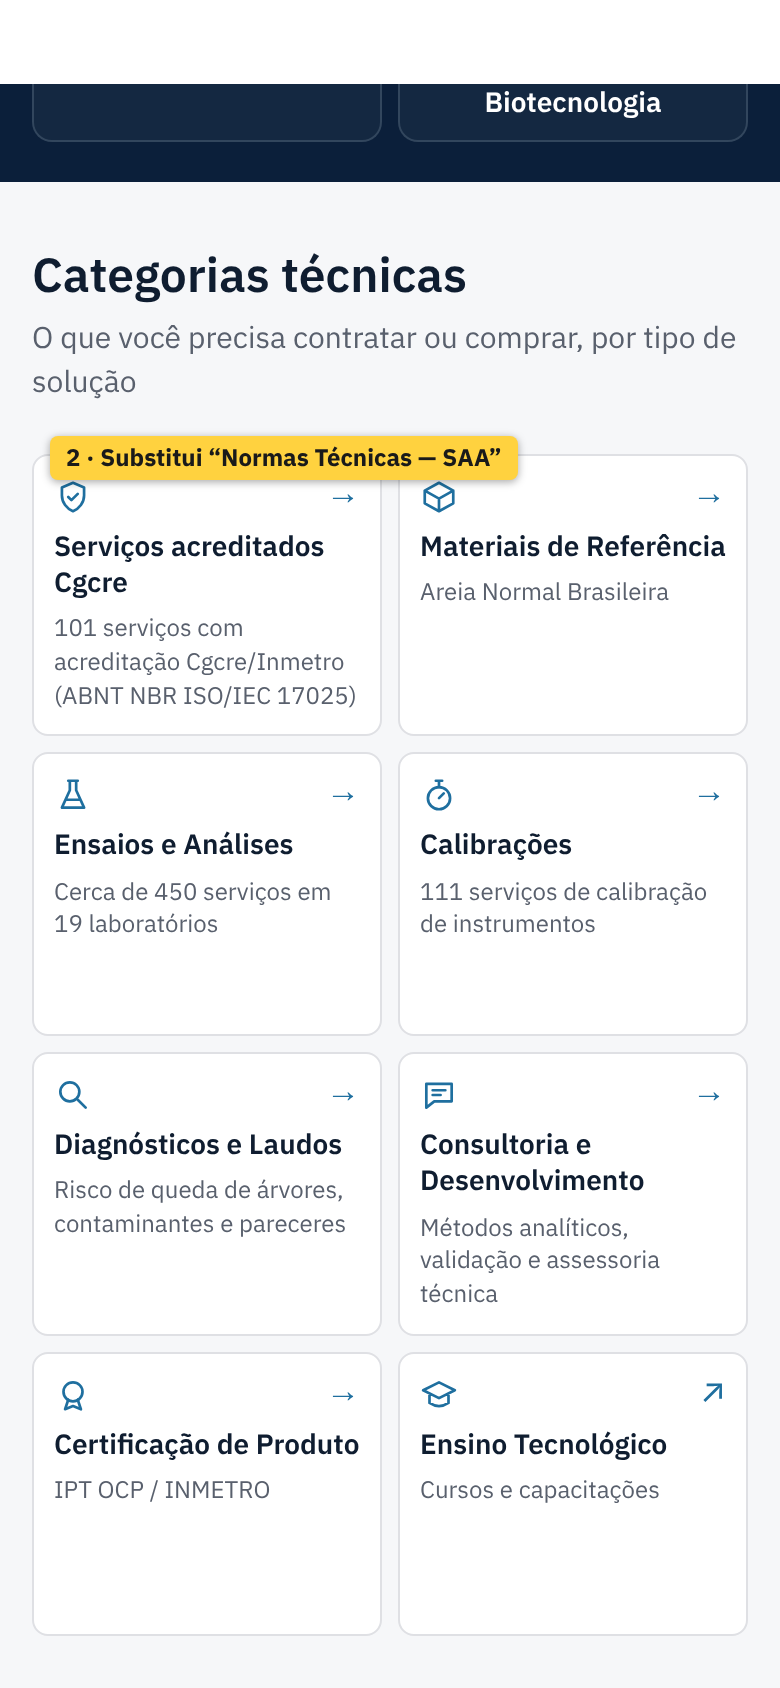 Biotecnologia
Categorias técnicas
O que você precisa contratar ou comprar, por tipo de
solução
2 · Substitui “Normas Técnicas — SAA”
→
Serviços acreditados
Cgcre
101 serviços com
acreditação Cgcre/Inmetro
(ABNT NBR ISO/IEC 17025)
→
Materiais de Referência
Areia Normal Brasileira
→
Ensaios e Análises
Cerca de 450 serviços em
19 laboratórios
→
Calibrações
111 serviços de calibração
de instrumentos
→
Diagnósticos e Laudos
Risco de queda de árvores,
contaminantes e pareceres
→
Consultoria e
Desenvolvimento
Métodos analíticos,
validação e assessoria
técnica
→
Certificação de Produto
IPT OCP / INMETRO
Ensino Tecnológico
Cursos e capacitações